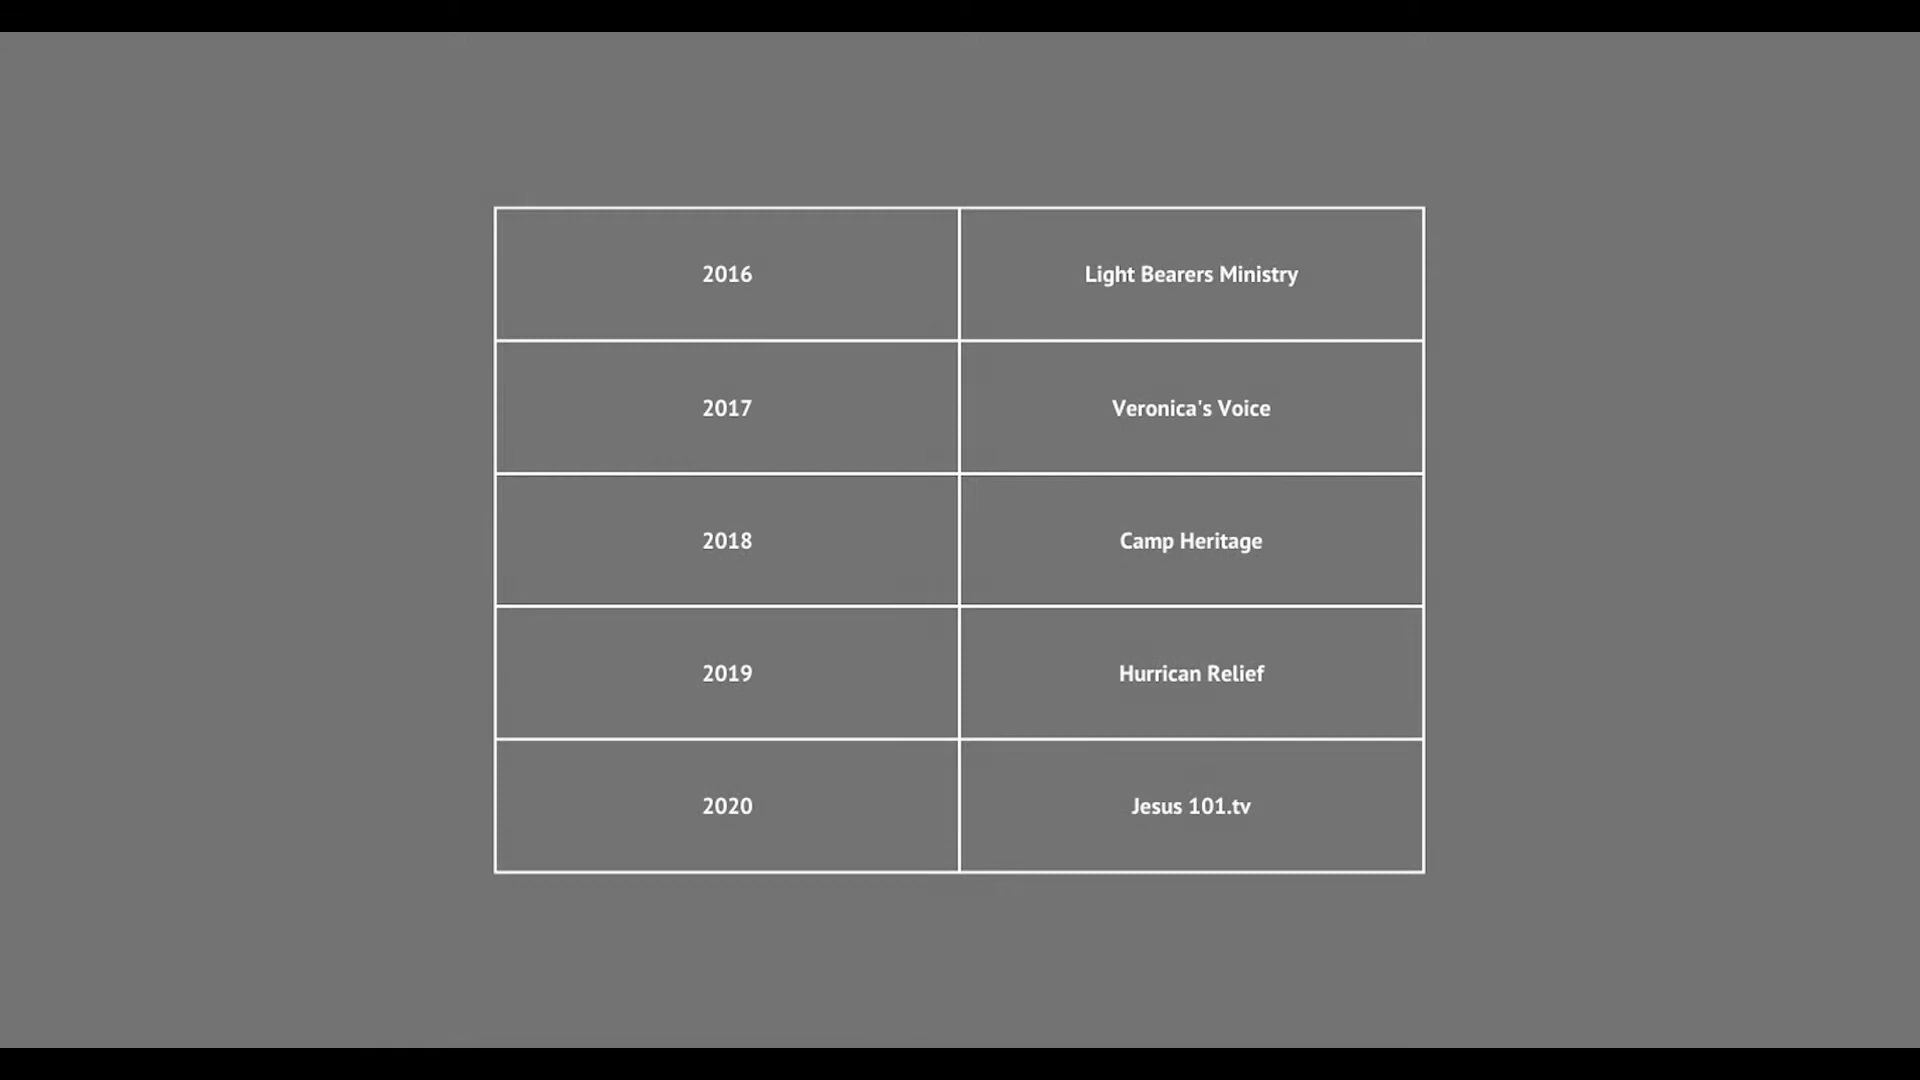 2016 Light Bearers Ministry
2017 Veronica's Voice
2018 Camp Heritage
2019 Hurrican Relief
2020 Jesus 101.tv